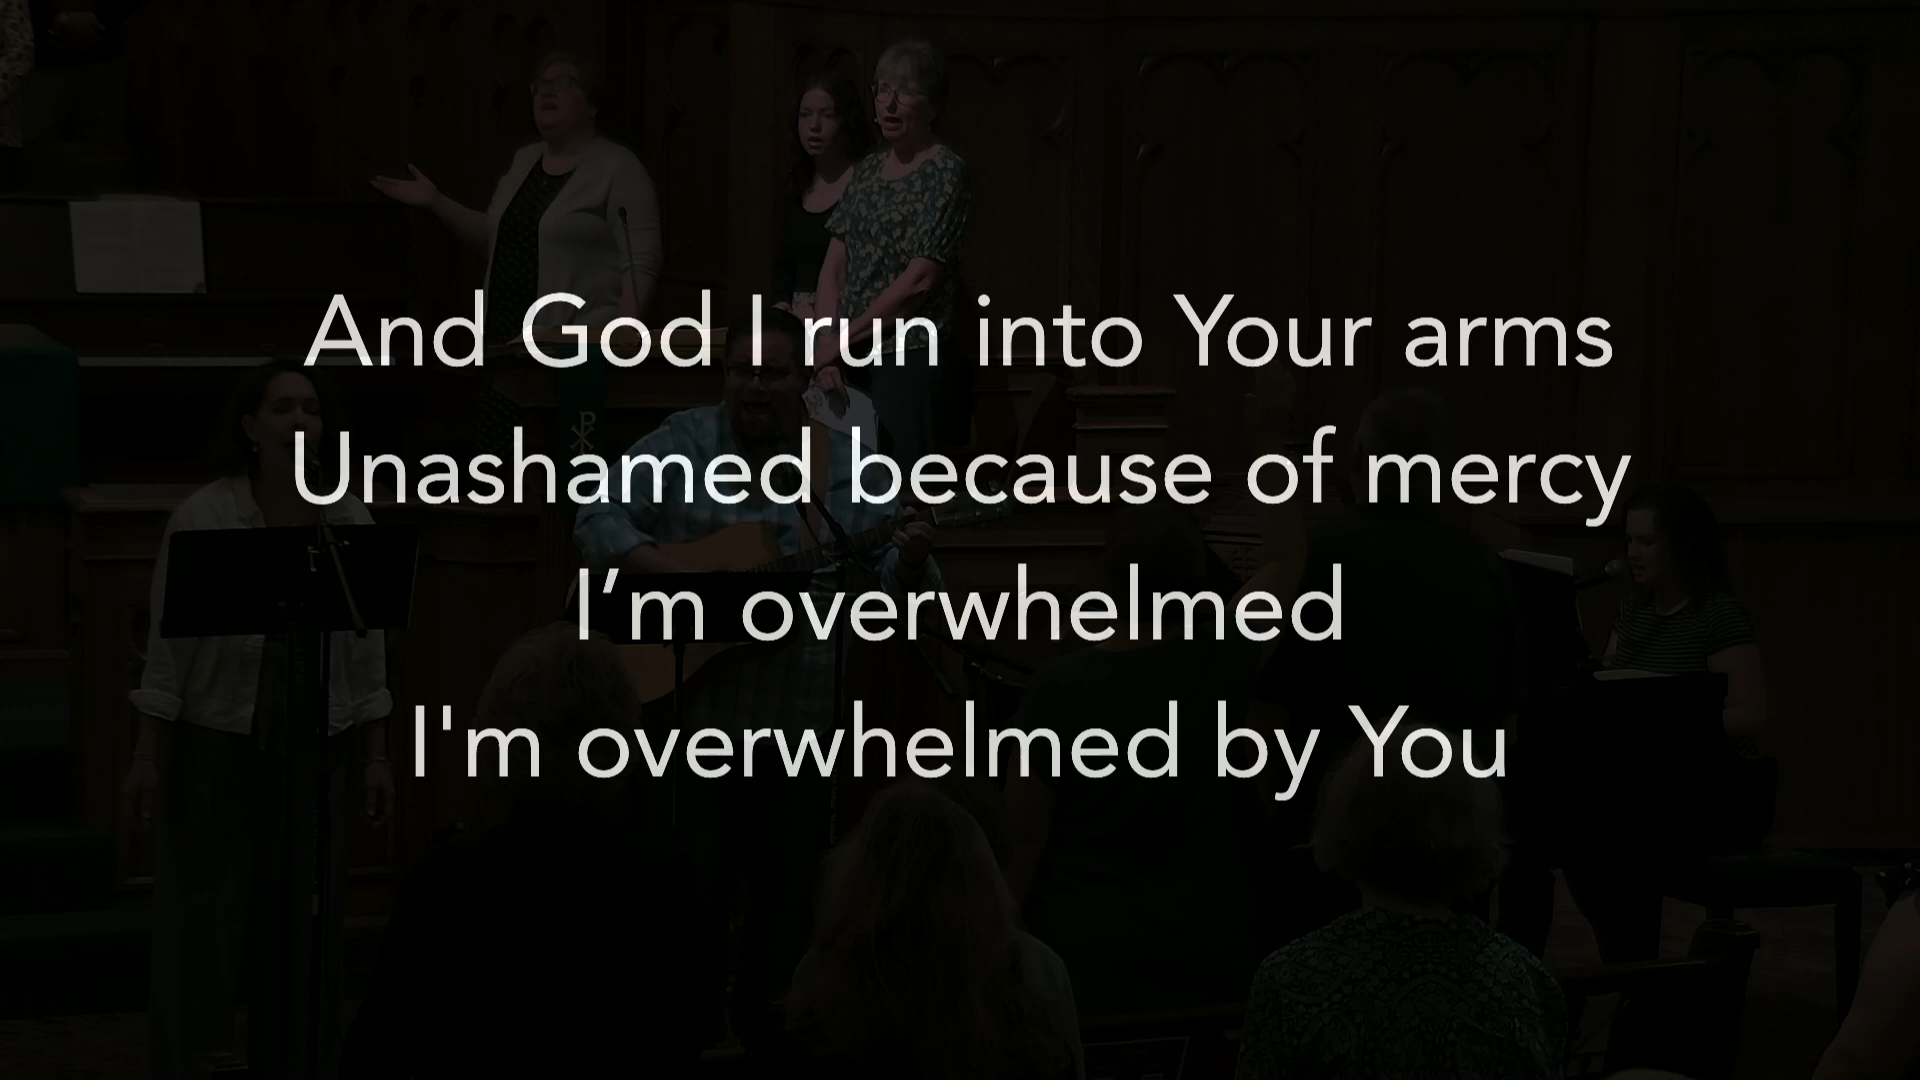 And God I run into Your arms
Unashamed because of mercy
I’m overwhelmed
I'm overwhelmed by You